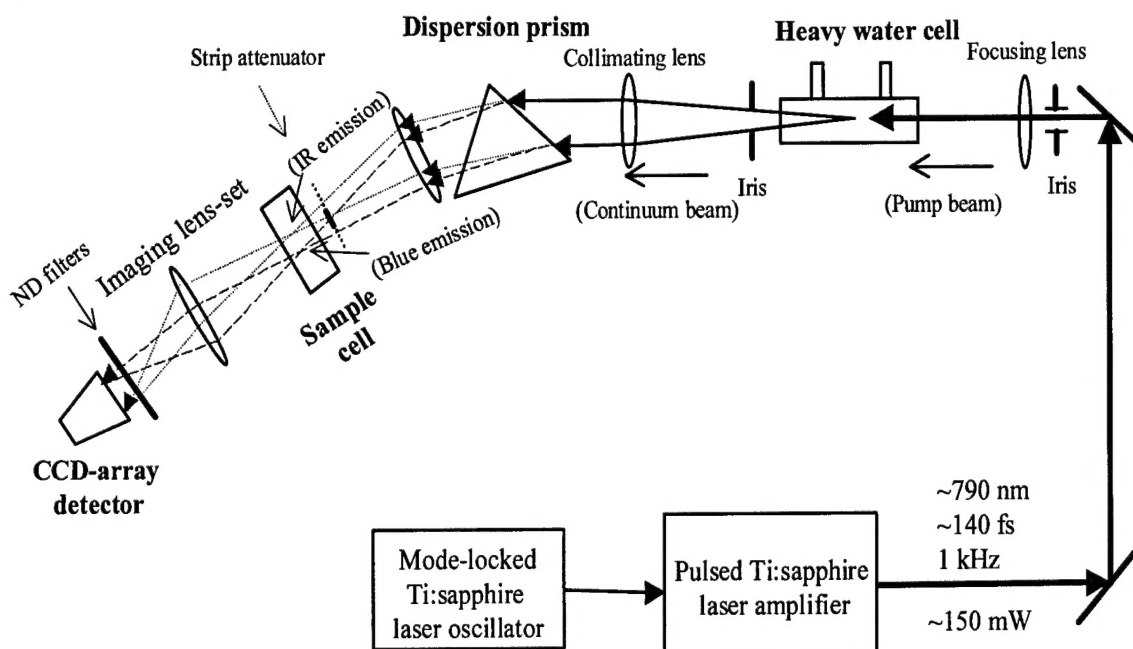 Dispersion prism
Heavy water cell
Strip attenuator
Collimating lens
Focusing lens
(IR emission)
Imaging lens-set
ND filters
Iris
Iris
(Continuum beam)
(Pump beam)
(Blue emission)
Sample
cell
CCD-array
detector
~790 nm
~140 fs
1 kHz
~150 mW
Mode-locked
Ti:sapphire
laser oscillator
Pulsed Ti:sapphire
laser amplifier